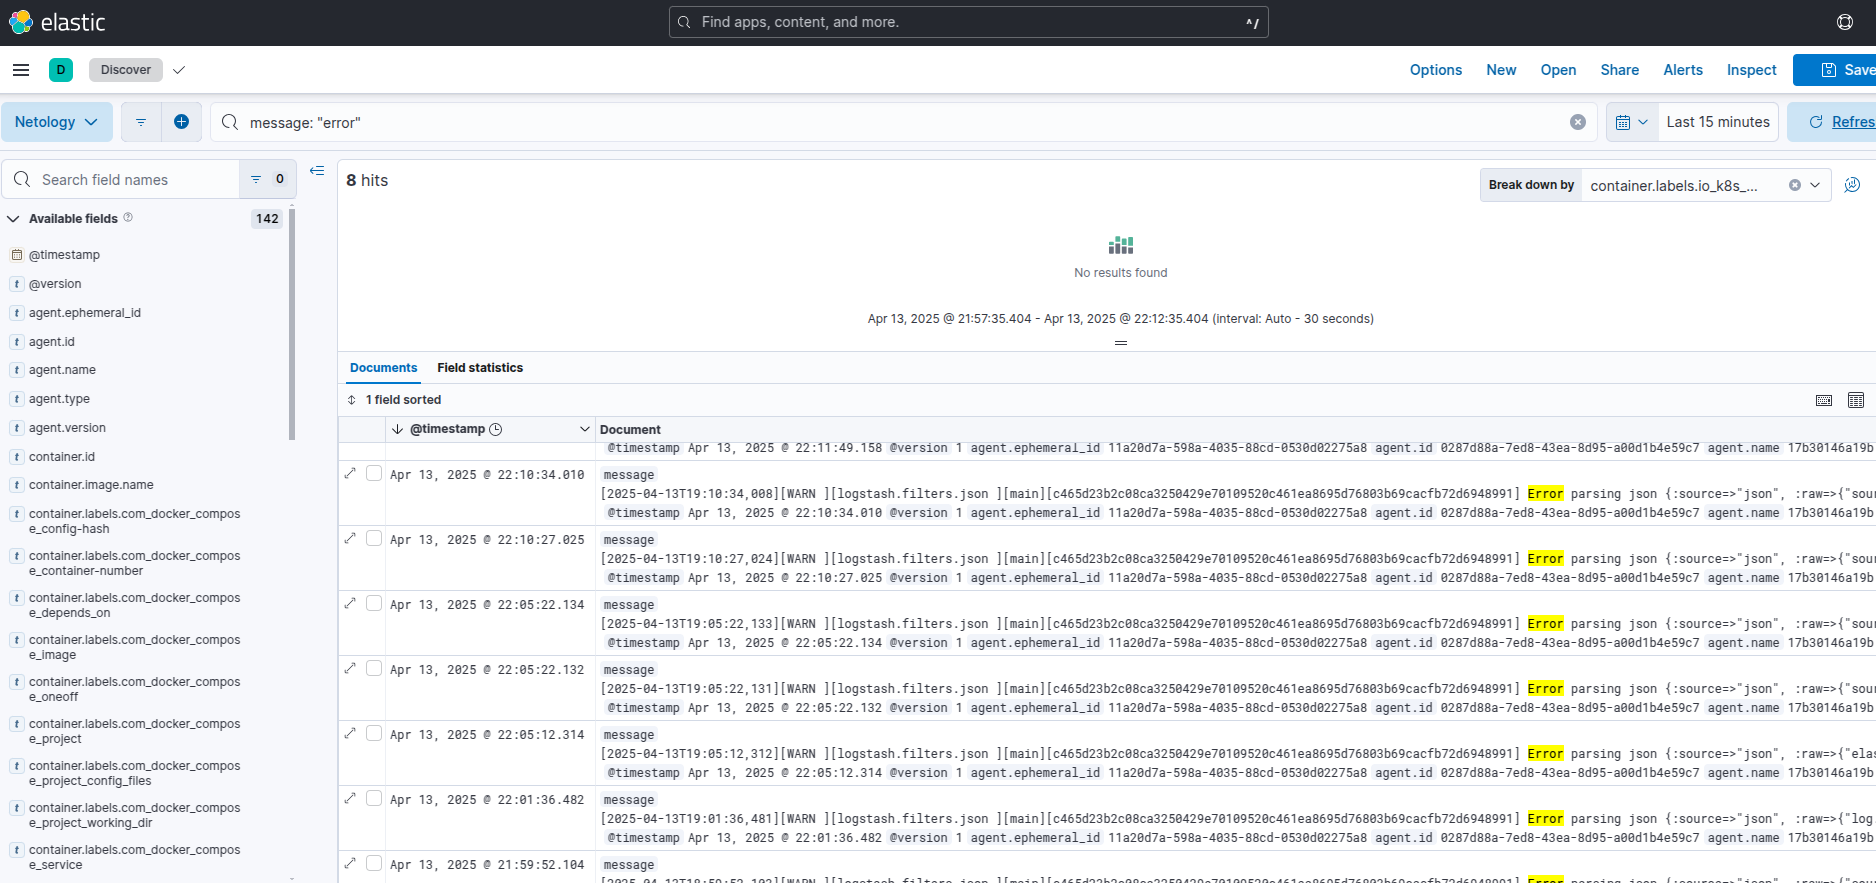 elastic
Find apps, content, and more.
^/
D
Discover
Options
New
Open
Share
Alerts
Inspect
Save
Netology
message: "error"
Last 15 minutes
Refres
Search field names
0
8 hits
Break down by
container.labels.io_k8s_...
Available fields
142
@timestamp
@version
agent.ephemeral_id
agent.id
agent.name
agent.type
agent.version
container.id
container.image.name
container.labels.com_docker_compos
e_config-hash
container.labels.com_docker_compos
e_container-number
container.labels.com_docker_compos
e_depends_on
container.labels.com_docker_compos
e_image
container.labels.com_docker_compos
e_oneoff
container.labels.com_docker_compos
e_project
container.labels.com_docker_compos
e_project_config_files
container.labels.com_docker_compos
e_project_working_dir
container.labels.com_docker_compos
e_service
No results found
Apr 13, 2025 @ 21:57:35.404 - Apr 13, 2025 @ 22:12:35.404 (interval: Auto - 30 seconds)
Documents
Field statistics
1 field sorted
@timestamp
Document
@timestamp Apr 13, 2025 @ 22:11:49.158 @version 1 agent.ephemeral_id 11a20d7a-598a-4035-88cd-0530d02275a8 agent.id 0287d88a-7ed8-43ea-8d95-a00d1b4e59c7 agent.name 17b30146a19b
Apr 13, 2025 @ 22:10:34.010
message
[2025-04-13T19:10:34,008][WARN ][logstash.filters.json ][main][c465d23b2c08ca3250429e70109520c461ea8695d76803b69cacfb72d6948991] Error parsing json {:source=>"json", :raw=>{"sour
@timestamp Apr 13, 2025 @ 22:10:34.010 @version 1 agent.ephemeral_id 11a20d7a-598a-4035-88cd-0530d02275a8 agent.id 0287d88a-7ed8-43ea-8d95-a00d1b4e59c7 agent.name 17b30146a19b
Apr 13, 2025 @ 22:10:27.025
message
[2025-04-13T19:10:27,024][WARN ][logstash.filters.json ][main][c465d23b2c08ca3250429e70109520c461ea8695d76803b69cacfb72d6948991] Error parsing json {:source=>"json", :raw=>{"sour
@timestamp Apr 13, 2025 @ 22:10:27.025 @version 1 agent.ephemeral_id 11a20d7a-598a-4035-88cd-0530d02275a8 agent.id 0287d88a-7ed8-43ea-8d95-a00d1b4e59c7 agent.name 17b30146a19b
Apr 13, 2025 @ 22:05:22.134
message
[2025-04-13T19:05:22,133][WARN ][logstash.filters.json ][main][c465d23b2c08ca3250429e70109520c461ea8695d76803b69cacfb72d6948991] Error parsing json {:source=>"json", :raw=>{"sour
@timestamp Apr 13, 2025 @ 22:05:22.134 @version 1 agent.ephemeral_id 11a20d7a-598a-4035-88cd-0530d02275a8 agent.id 0287d88a-7ed8-43ea-8d95-a00d1b4e59c7 agent.name 17b30146a19b
Apr 13, 2025 @ 22:05:22.132
message
[2025-04-13T19:05:22,131][WARN ][logstash.filters.json ][main][c465d23b2c08ca3250429e70109520c461ea8695d76803b69cacfb72d6948991] Error parsing json {:source=>"json", :raw=>{"sour
@timestamp Apr 13, 2025 @ 22:05:22.132 @version 1 agent.ephemeral_id 11a20d7a-598a-4035-88cd-0530d02275a8 agent.id 0287d88a-7ed8-43ea-8d95-a00d1b4e59c7 agent.name 17b30146a19b
Apr 13, 2025 @ 22:05:12.314
message
[2025-04-13T19:05:12,312][WARN ][logstash.filters.json ][main][c465d23b2c08ca3250429e70109520c461ea8695d76803b69cacfb72d6948991] Error parsing json {:source=>"json", :raw=>{"elas
@timestamp Apr 13, 2025 @ 22:05:12.314 @version 1 agent.ephemeral_id 11a20d7a-598a-4035-88cd-0530d02275a8 agent.id 0287d88a-7ed8-43ea-8d95-a00d1b4e59c7 agent.name 17b30146a19b
Apr 13, 2025 @ 22:01:36.482
message
[2025-04-13T19:01:36,481][WARN ][logstash.filters.json ][main][c465d23b2c08ca3250429e70109520c461ea8695d76803b69cacfb72d6948991] Error parsing json {:source=>"json", :raw=>{"log
@timestamp Apr 13, 2025 @ 22:01:36.482 @version 1 agent.ephemeral_id 11a20d7a-598a-4035-88cd-0530d02275a8 agent.id 0287d88a-7ed8-43ea-8d95-a00d1b4e59c7 agent.name 17b30146a19b
Apr 13, 2025 @ 21:59:52.104
message